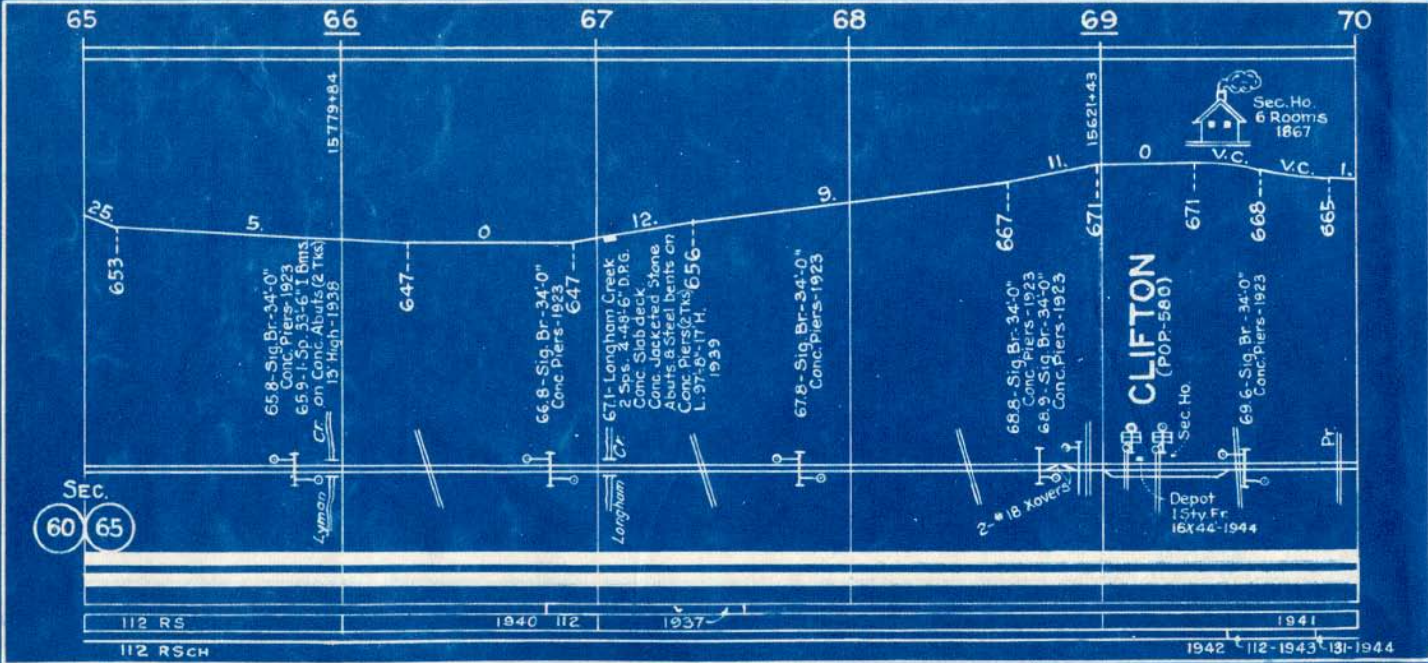 65 66 67 68 69 70
15779+84
15621+43
Sec. Ho.
6 Rooms
1867
25. 5. 0 12. 9. 11. 0 V.C. V.C. 1.
653 647 647 656 667 671 671 668 665
65.8-Sig. Br.-34'-0"
Conc. Piers-1923
65.9-1-Sp. 33'-6" I Bms.
on Conc. Abuts (2 Tks)
13' High-1938
66.8-Sig. Br.-34'-0"
Conc. Piers-1923
67.1-Longham Creek
2 Sps. 2-48'-6" D.P.G.
Conc. Slab deck
Conc. Jacketed Stone
Abuts & Steel bents on
Conc. Piers (2 Tks)
L. 97'-8"-17' H.
1939
67.8-Sig. Br.-34'-0"
Conc. Piers-1923
68.8-Sig. Br.-34'-0"
Conc. Piers-1923
68.9-Sig. Br. 34'-0"
Conc. Piers-1923
CLIFTON
(POP-580)
69.6-Sig. Br. 34'-0"
Conc. Piers-1923
Lyman Cr.
Longham Cr
2-#18 Xovers
Sec. Ho.
Depot
1 Sty. Fr.
16X44'-1944
Pr.
SEC.
60 65
112 RS 1940 112 1937 1941
112 RSCH 1942 112-1943 131-1944